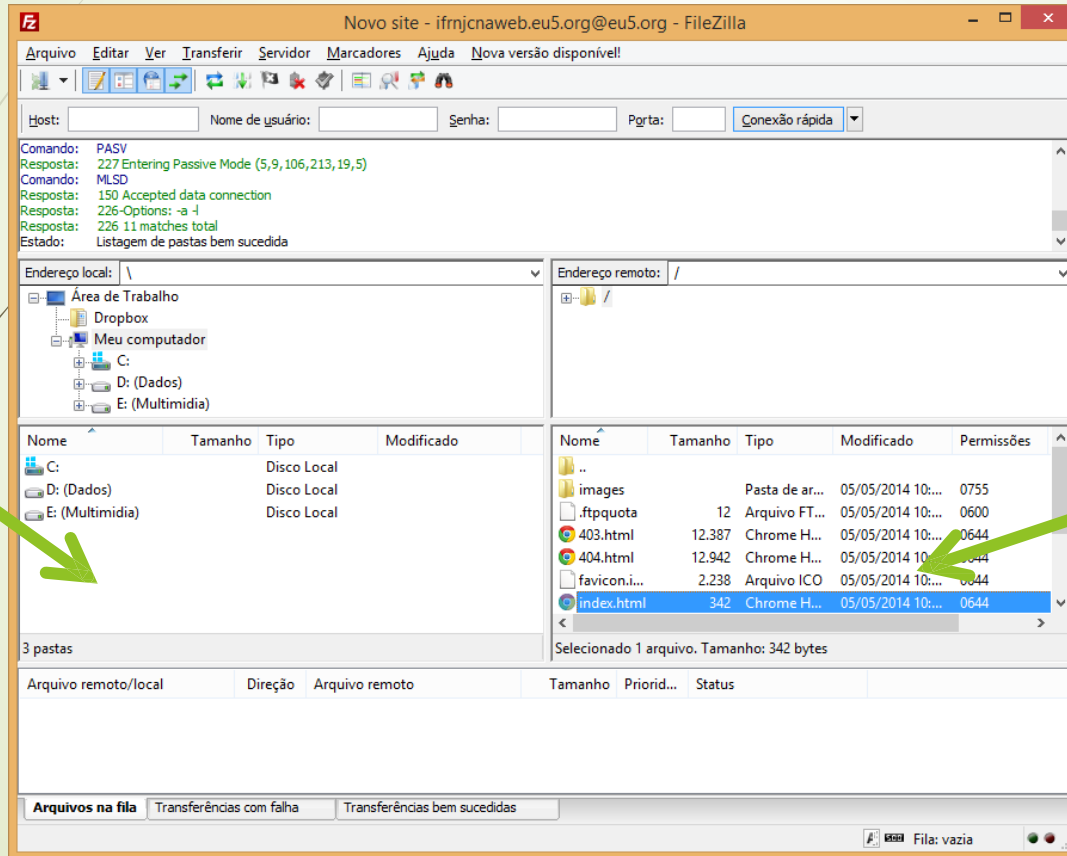 Fz Novo site - ifrnjcnaweb.eu5.org@eu5.org - FileZilla
Arquivo Editar Ver Transferir Servidor Marcadores Ajuda Nova versão disponível!
Host: Nome de usuário: Senha: Porta: Conexão rápida
Comando: PASV
Resposta: 227 Entering Passive Mode (5,9,106,213,19,5)
Comando: MLSD
Resposta: 150 Accepted data connection
Resposta: 226-Options: -a -l
Resposta: 226 11 matches total
Estado: Listagem de pastas bem sucedida
Endereço local: \
Área de Trabalho
Dropbox
Meu computador
C:
D: (Dados)
E: (Multimidia)
Endereço remoto: /
/
Nome Tamanho Tipo Modificado
C: Disco Local
D: (Dados) Disco Local
E: (Multimidia) Disco Local
3 pastas
Nome Tamanho Tipo Modificado Permissões
..
images Pasta de ar... 05/05/2014 10:... 0755
.ftpquota 12 Arquivo FT... 05/05/2014 10:... 0600
403.html 12.387 Chrome H... 05/05/2014 10:... 0644
404.html 12.942 Chrome H... 05/05/2014 10:... 0644
favicon.i... 2.238 Arquivo ICO 05/05/2014 10:... 0644
index.html 342 Chrome H... 05/05/2014 10:... 0644
Selecionado 1 arquivo. Tamanho: 342 bytes
Arquivo remoto/local Direção Arquivo remoto Tamanho Priorid... Status
Arquivos na fila Transferências com falha Transferências bem sucedidas
Fila: vazia